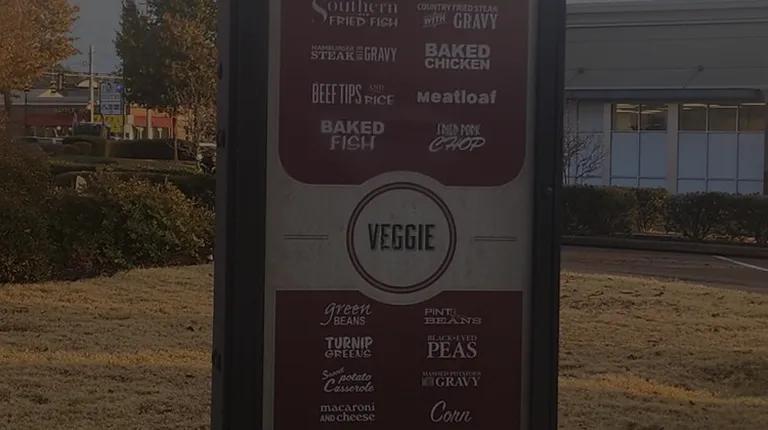 Southern
FRIED FISH
COUNTRY FRIED STEAK
WITH GRAVY
HAMBURGER
STEAK GRAVY
BAKED
CHICKEN
BEEF TIPS AND RICE
Meatloaf
BAKED
FISH
FRIED PORK
CHOP
VEGGIE
green
BEANS
PINTO
BEANS
TURNIP
GREENS
BLACK-EYED
PEAS
Sweet potato
Casserole
MASHED POTATOES
WITH GRAVY
macaroni
AND cheese
Corn